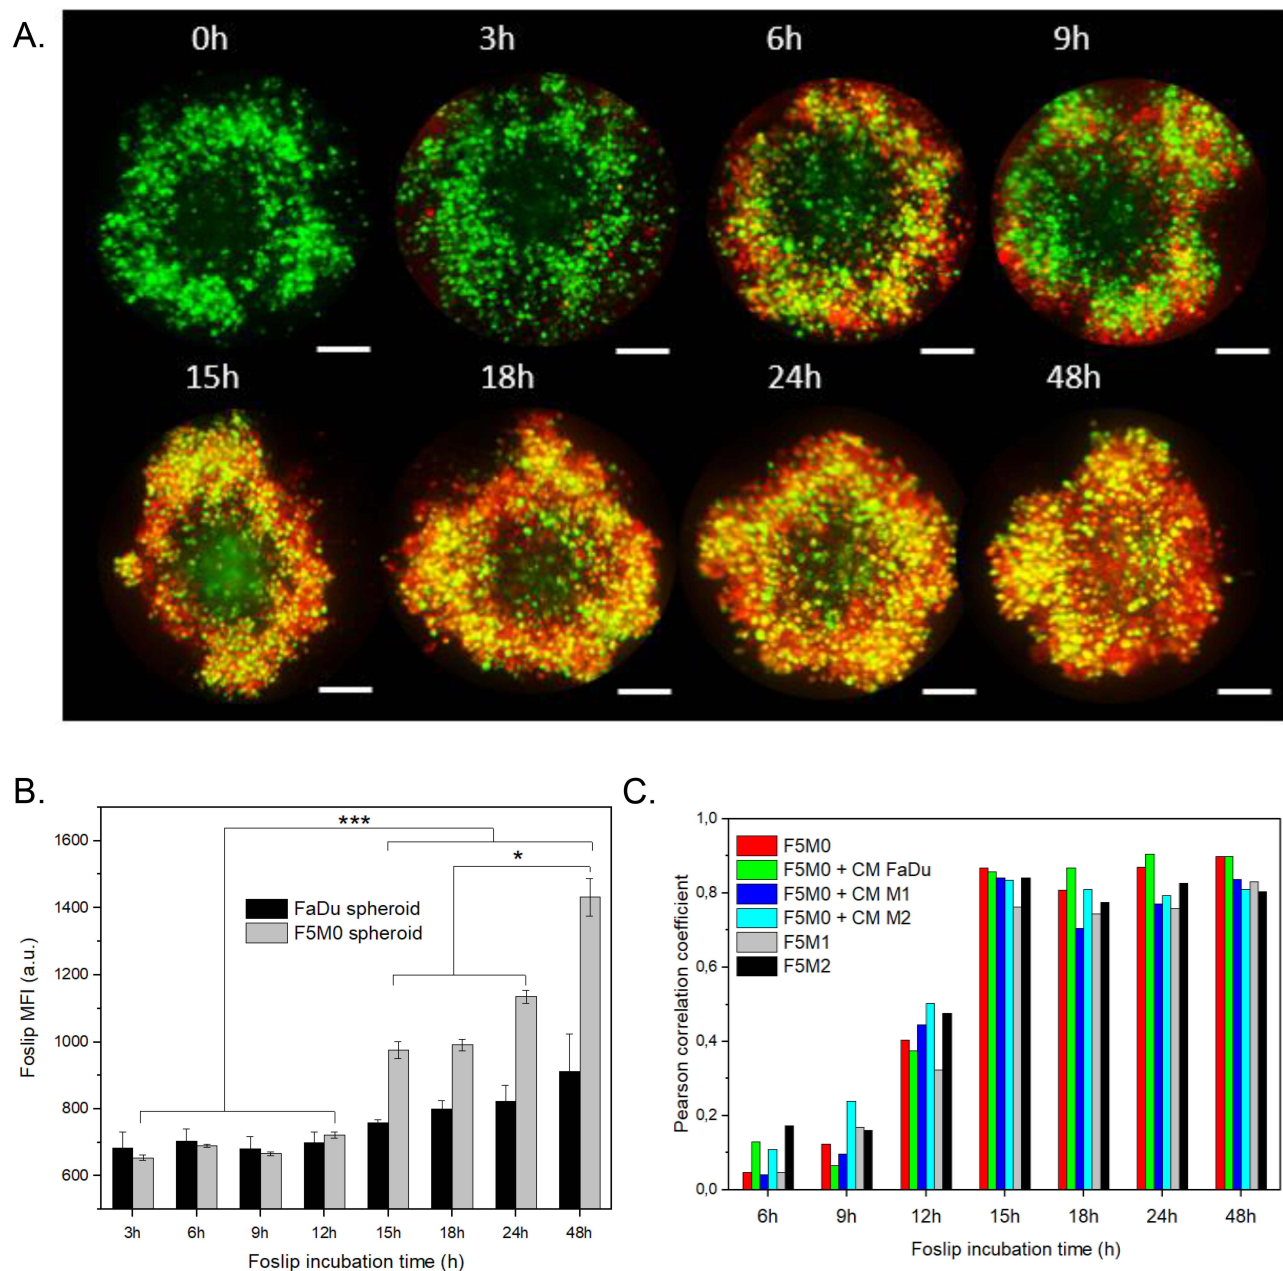 A.
0h 3h 6h 9h
15h 18h 24h 48h
B.
Foslip MFI (a.u.)
1600
1400
1200
1000
800
600
***
*
FaDu spheroid
F5M0 spheroid
3h 6h 9h 12h 15h 18h 24h 48h
Foslip incubation time (h)
C.
Pearson correlation coefficient
1,0
0,8
0,6
0,4
0,2
0,0
F5M0
F5M0 + CM FaDu
F5M0 + CM M1
F5M0 + CM M2
F5M1
F5M2
6h 9h 12h 15h 18h 24h 48h
Foslip incubation time (h)